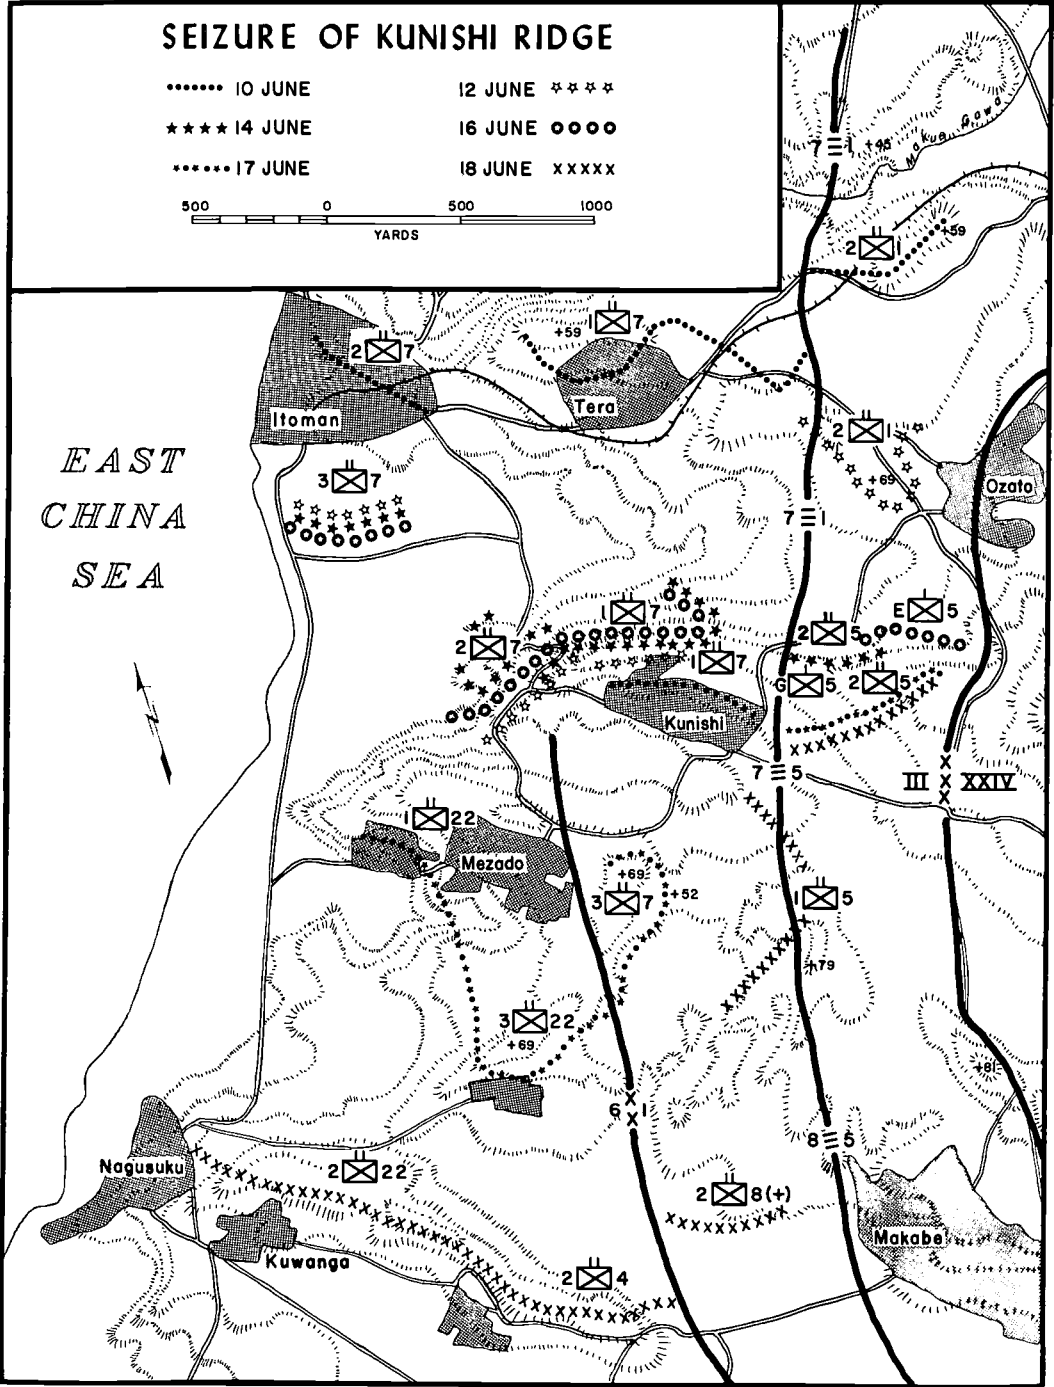 SEIZURE OF KUNISHI RIDGE
10 JUNE
12 JUNE
14 JUNE
16 JUNE
17 JUNE
18 JUNE
XXXXX
500 0 500 1000
YARDS
Makua Gawa
7 1 +45
2 1 +59
+59 1 7
2 7
Tera
Itoman
2 1
3 7
+69
Ozato
EAST
CHINA
SEA
7 1
1 7
E 5
2 5
2 7
1 7
G 5
2 5
Kunishi
7 5
III XXIV
1 22
Mezado
+69
3 7
+52
1 5
+79
3 22
+69
+81
6 1
8 5
Nagusuku
2 22
2 8(+)
Makabe
Kuwanga
2 4